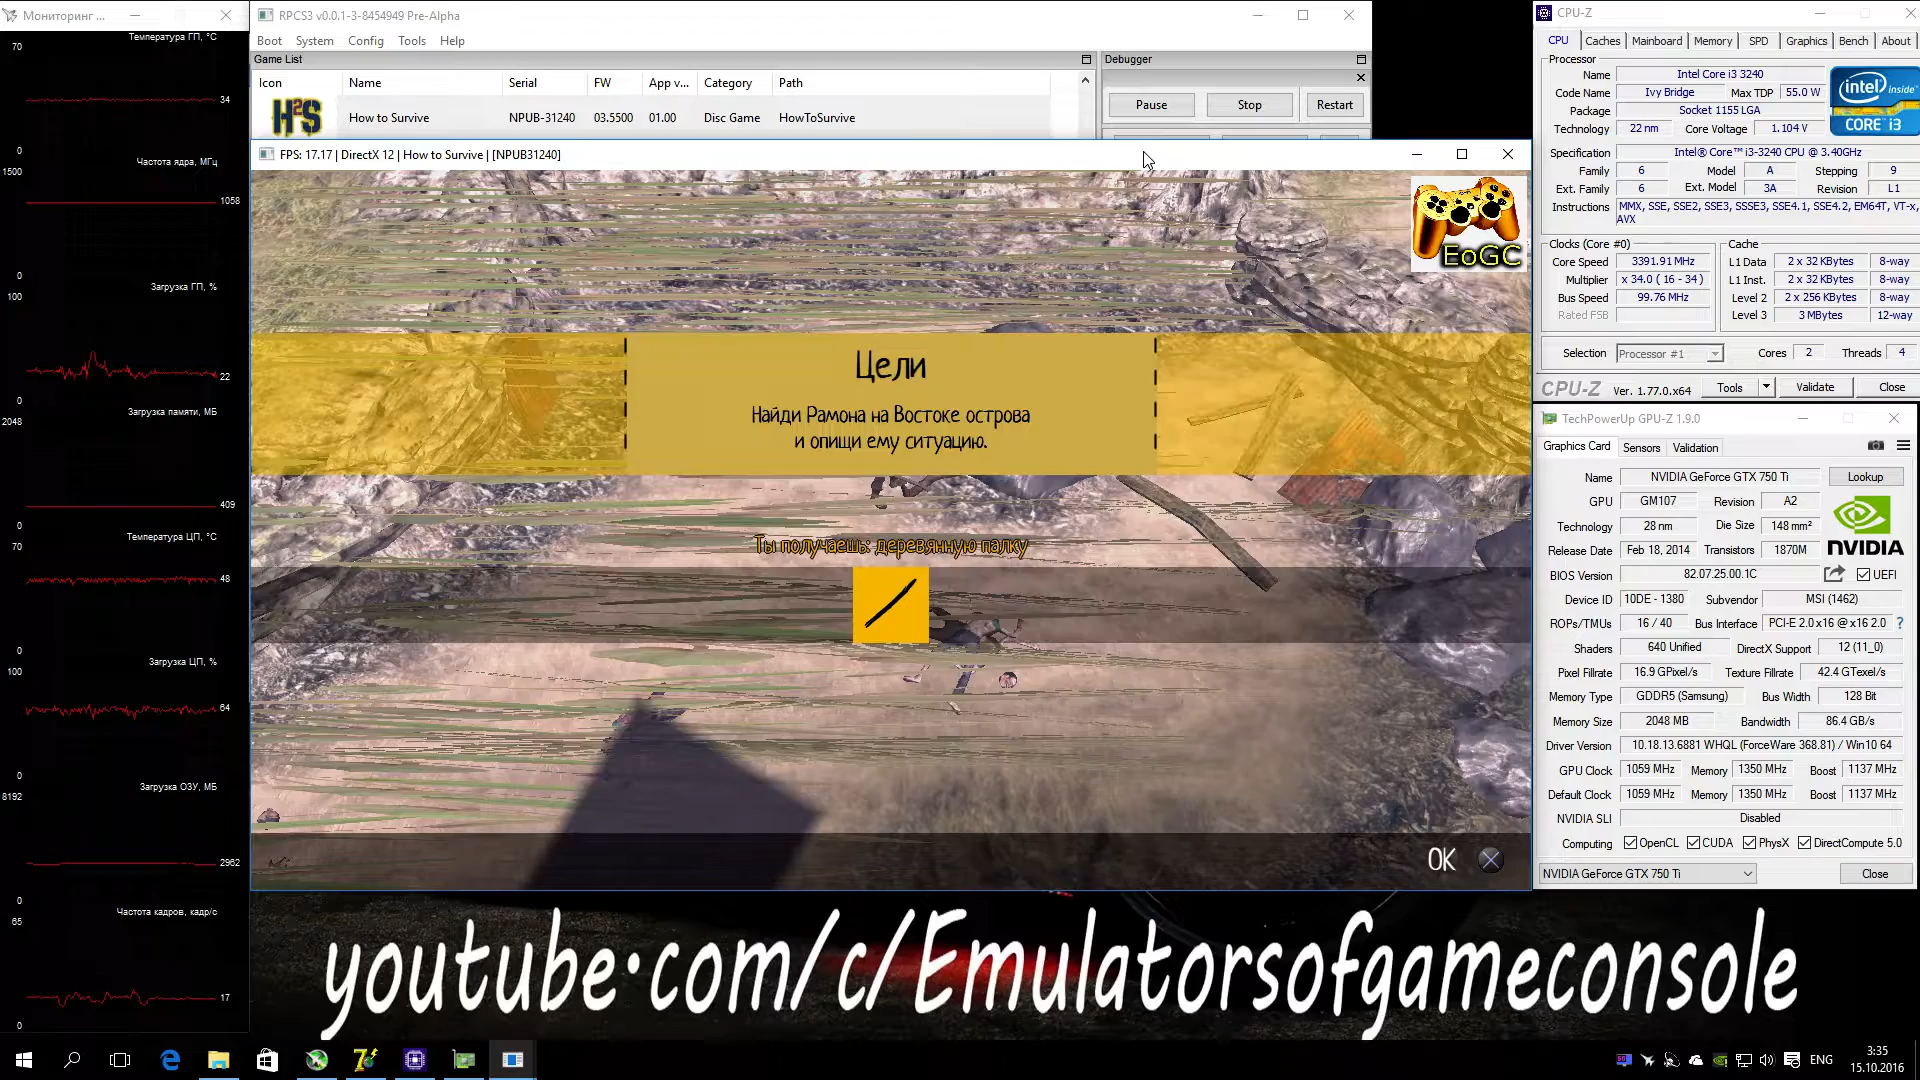 Мониторинг ...
Температура ГП, °C
70
34
0
Частота ядра, МГц
1500
1058
0
Загрузка ГП, %
100
22
0
Загрузка памяти, МБ
2048
409
0
Температура ЦП, °C
70
48
0
Загрузка ЦП, %
100
64
0
Загрузка ОЗУ, МБ
8192
2962
0
Частота кадров, кадр/с
65
17
0
RPCS3 v0.0.1-3-8454949 Pre-Alpha
Boot System Config Tools Help
Game List
Icon Name Serial FW App v... Category Path
H2S How to Survive NPUB-31240 03.5500 01.00 Disc Game HowToSurvive
Debugger
Pause Stop Restart
FPS: 17.17 | DirectX 12 | How to Survive | [NPUB31240]
EoGC
Цели
Найди Рамона на Востоке острова
и опищи ему ситуацию.
Ты получаешь: деревянную палку
OK
CPU-Z
CPU Caches Mainboard Memory SPD Graphics Bench About
Processor
Name Intel Core i3 3240
Code Name Ivy Bridge Max TDP 55.0 W
Package Socket 1155 LGA
Technology 22 nm Core Voltage 1.104 V
intel inside™
CORE i3
Specification Intel® Core™ i3-3240 CPU @ 3.40GHz
Family 6 Model A Stepping 9
Ext. Family 6 Ext. Model 3A Revision L1
Instructions MMX, SSE, SSE2, SSE3, SSSE3, SSE4.1, SSE4.2, EM64T, VT-x,
AVX
Clocks (Core #0)
Core Speed 3391.91 MHz
Multiplier x 34.0 ( 16 - 34 )
Bus Speed 99.76 MHz
Rated FSB
Cache
L1 Data 2 x 32 KBytes 8-way
L1 Inst. 2 x 32 KBytes 8-way
Level 2 2 x 256 KBytes 8-way
Level 3 3 MBytes 12-way
Selection Processor #1 Cores 2 Threads 4
CPU-Z Ver. 1.77.0.x64 Tools Validate Close
TechPowerUp GPU-Z 1.9.0
Graphics Card Sensors Validation
Name NVIDIA GeForce GTX 750 Ti Lookup
GPU GM107 Revision A2
Technology 28 nm Die Size 148 mm²
Release Date Feb 18, 2014 Transistors 1870M
NVIDIA
BIOS Version 82.07.25.00.1C UEFI
Device ID 10DE - 1380 Subvendor MSI (1462)
ROPs/TMUs 16 / 40 Bus Interface PCI-E 2.0 x16 @ x16 2.0 ?
Shaders 640 Unified DirectX Support 12 (11_0)
Pixel Fillrate 16.9 GPixel/s Texture Fillrate 42.4 GTexel/s
Memory Type GDDR5 (Samsung) Bus Width 128 Bit
Memory Size 2048 MB Bandwidth 86.4 GB/s
Driver Version 10.18.13.6881 WHQL (ForceWare 368.81) / Win10 64
GPU Clock 1059 MHz Memory 1350 MHz Boost 1137 MHz
Default Clock 1059 MHz Memory 1350 MHz Boost 1137 MHz
NVIDIA SLI Disabled
Computing OpenCL CUDA PhysX DirectCompute 5.0
NVIDIA GeForce GTX 750 Ti Close
youtube.com/c/Emulatorsofgameconsole
ENG
3:35
15.10.2016